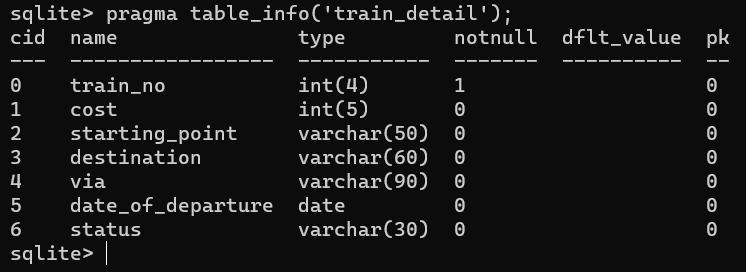 sqlite> pragma table_info('train_detail');
cid  name               type         notnull  dflt_value  pk
---  -----------------  -----------  -------  ----------  --
0    train_no           int(4)       1                    0
1    cost               int(5)       0                    0
2    starting_point     varchar(50)  0                    0
3    destination        varchar(60)  0                    0
4    via                varchar(90)  0                    0
5    date_of_departure  date         0                    0
6    status             varchar(30)  0                    0
sqlite>